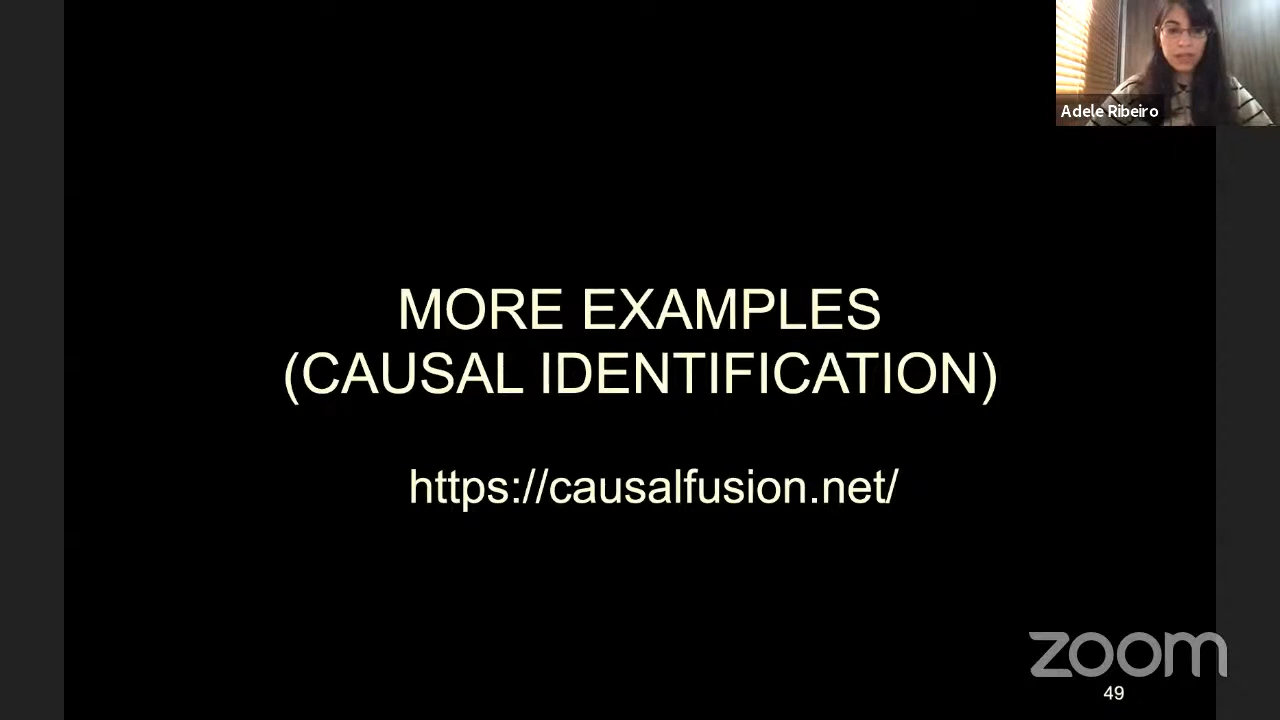 Adele Ribeiro
MORE EXAMPLES
(CAUSAL IDENTIFICATION)
https://causalfusion.net/
zoom
49